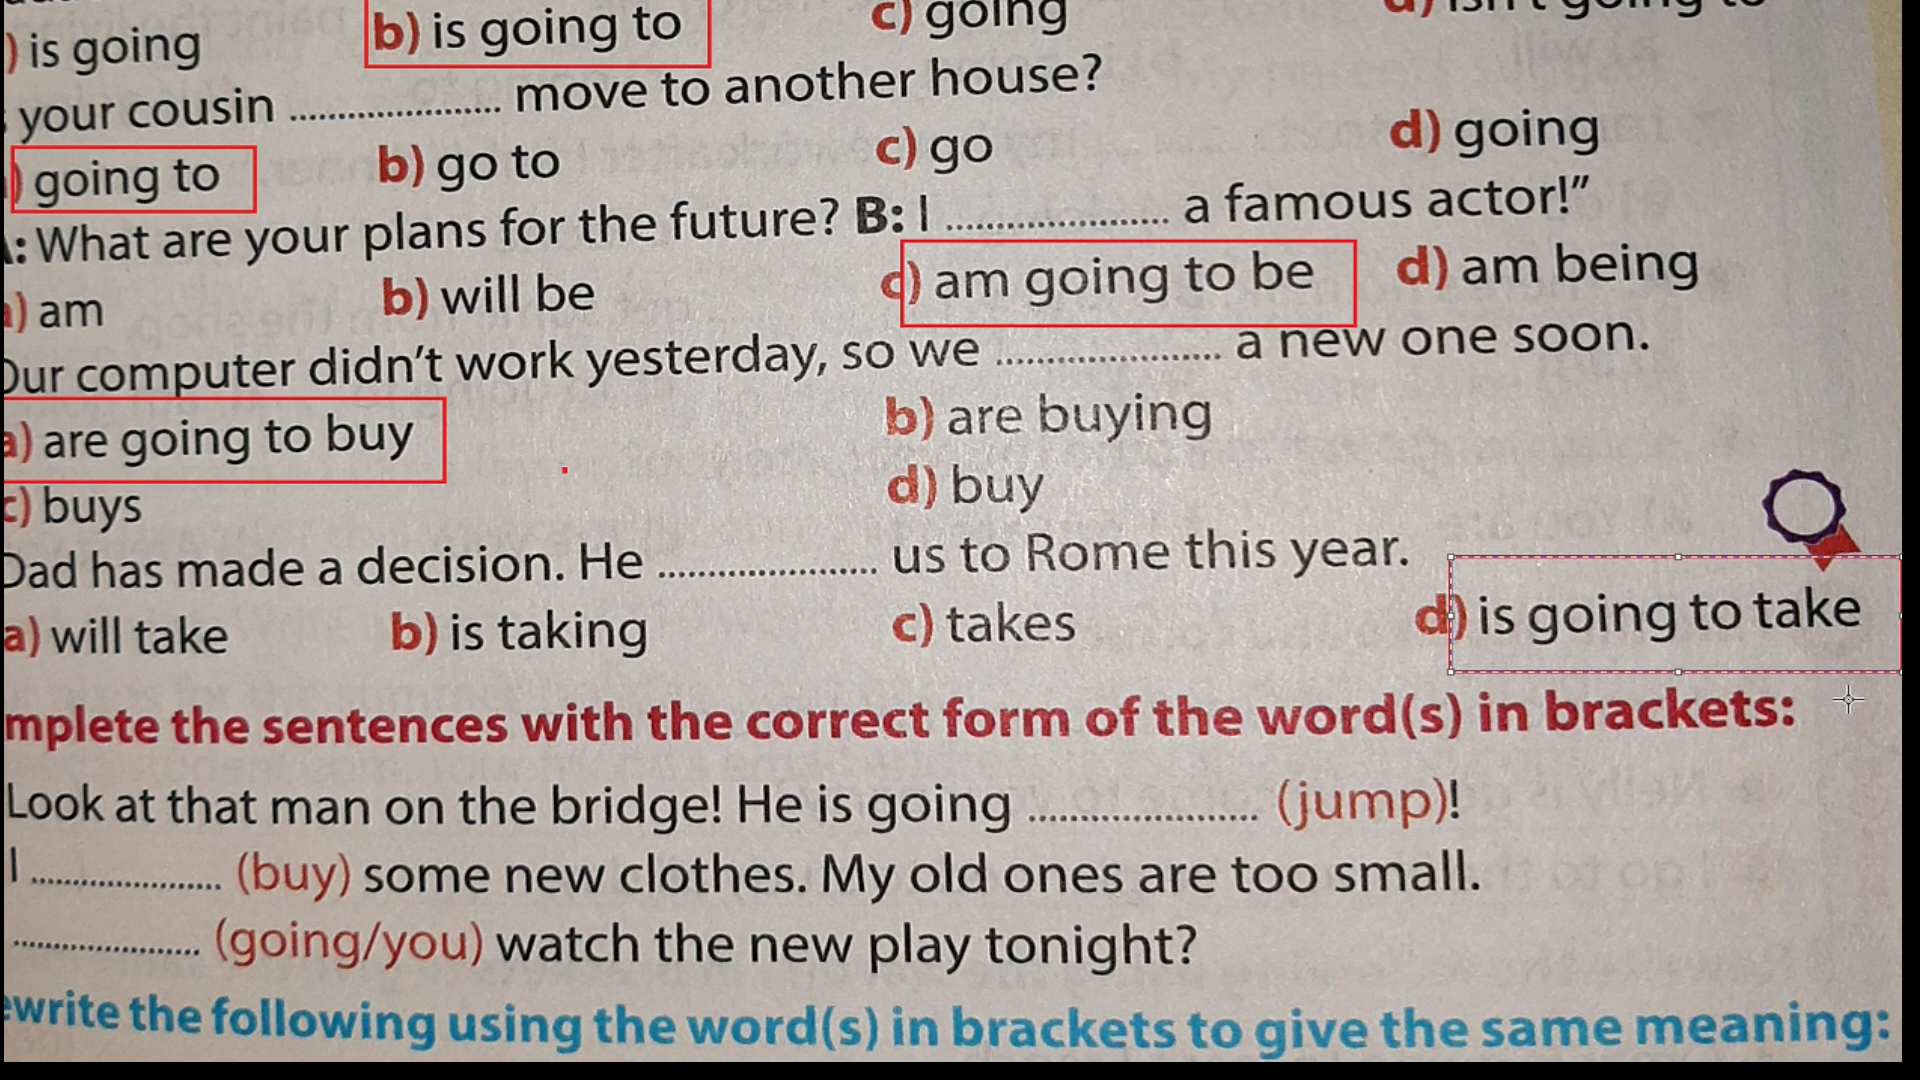 ) is going b) is going to c) going d) isn't going to
your cousin .................... move to another house?
) going to b) go to c) go d) going
: What are your plans for the future? B: I .................... a famous actor!”
a) am b) will be c) am going to be d) am being
Our computer didn't work yesterday, so we .................... a new one soon.
a) are going to buy b) are buying
c) buys d) buy
Dad has made a decision. He .................... us to Rome this year.
a) will take b) is taking c) takes d) is going to take
mplete the sentences with the correct form of the word(s) in brackets:
Look at that man on the bridge! He is going .................... (jump)!
I .................... (buy) some new clothes. My old ones are too small.
.................... (going/you) watch the new play tonight?
ewrite the following using the word(s) in brackets to give the same meaning: